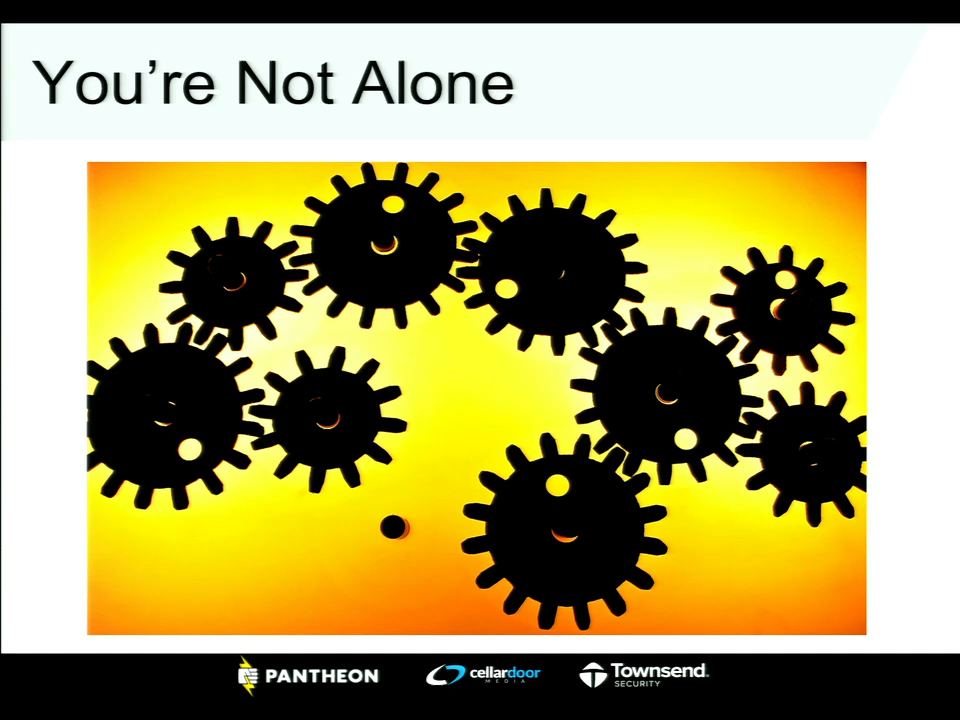 You’re Not Alone
PANTHEON
cellardoor
MEDIA
Townsend
SECURITY